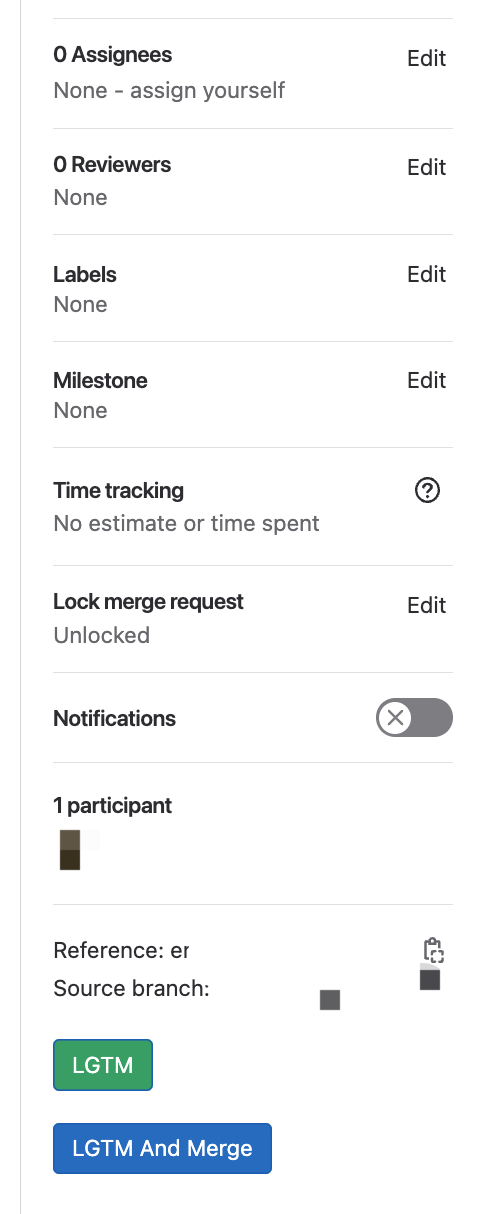 0 Assignees
Edit
None - assign yourself
0 Reviewers
Edit
None
Labels
Edit
None
Milestone
Edit
None
Time tracking
No estimate or time spent
Lock merge request
Edit
Unlocked
Notifications
1 participant
Reference: er
Source branch:
LGTM
LGTM And Merge